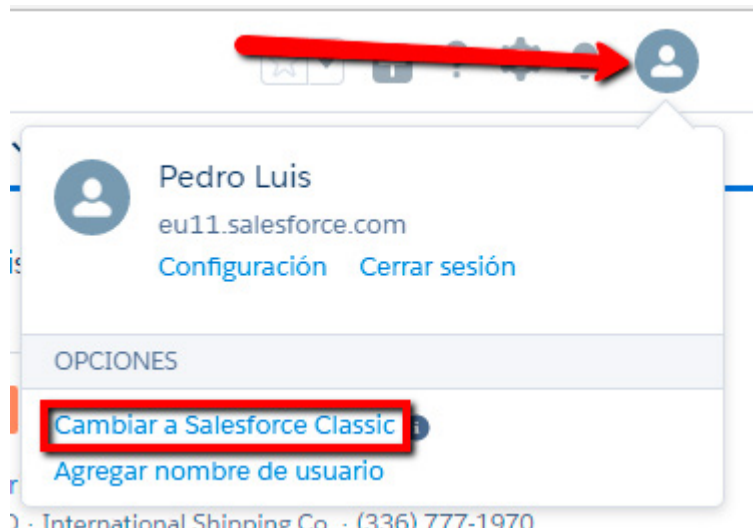 Pedro Luis
eu11.salesforce.com
Configuración Cerrar sesión
OPCIONES
Cambiar a Salesforce Classic
Agregar nombre de usuario
· International Shipping Co. · (336) 777-1970